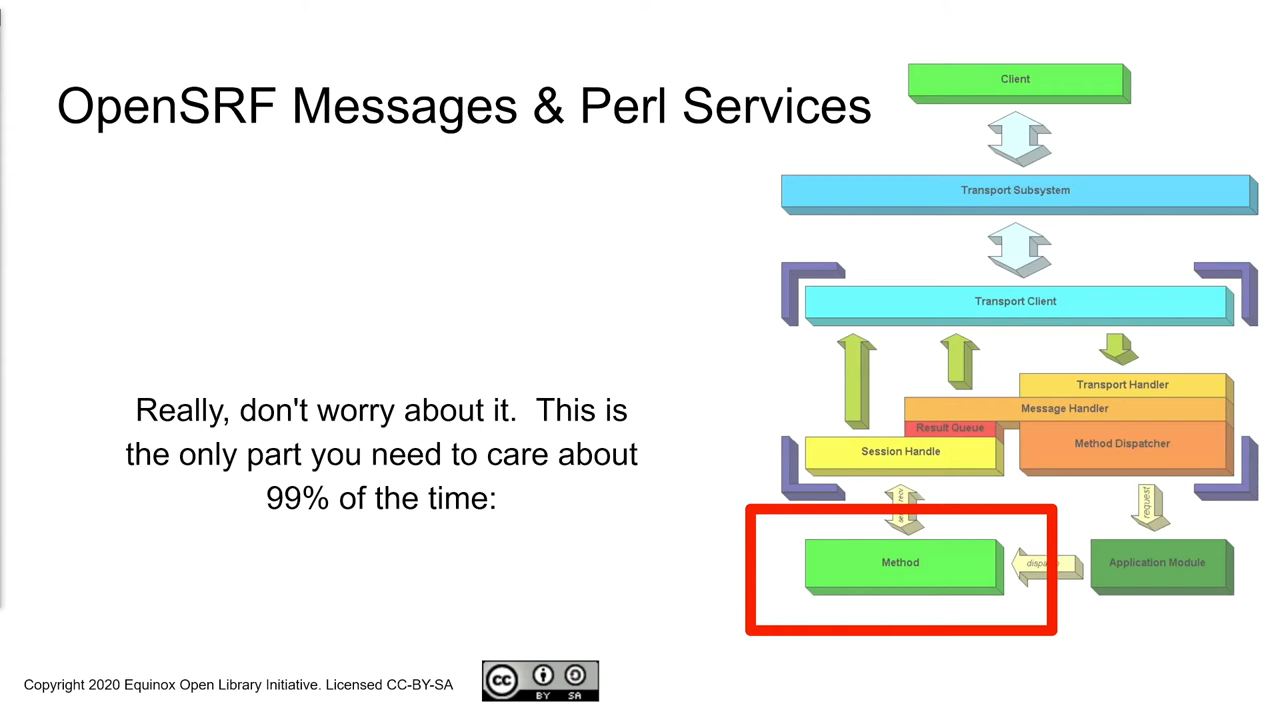 OpenSRF Messages & Perl Services
Client
Transport Subsystem
Transport Client
Transport Handler
Message Handler
Result Queue
Method Dispatcher
Session Handle
request
Really, don't worry about it. This is
the only part you need to care about
99% of the time:
Method
Application Module
Copyright 2020 Equinox Open Library Initiative. Licensed CC-BY-SA
cc
BY SA